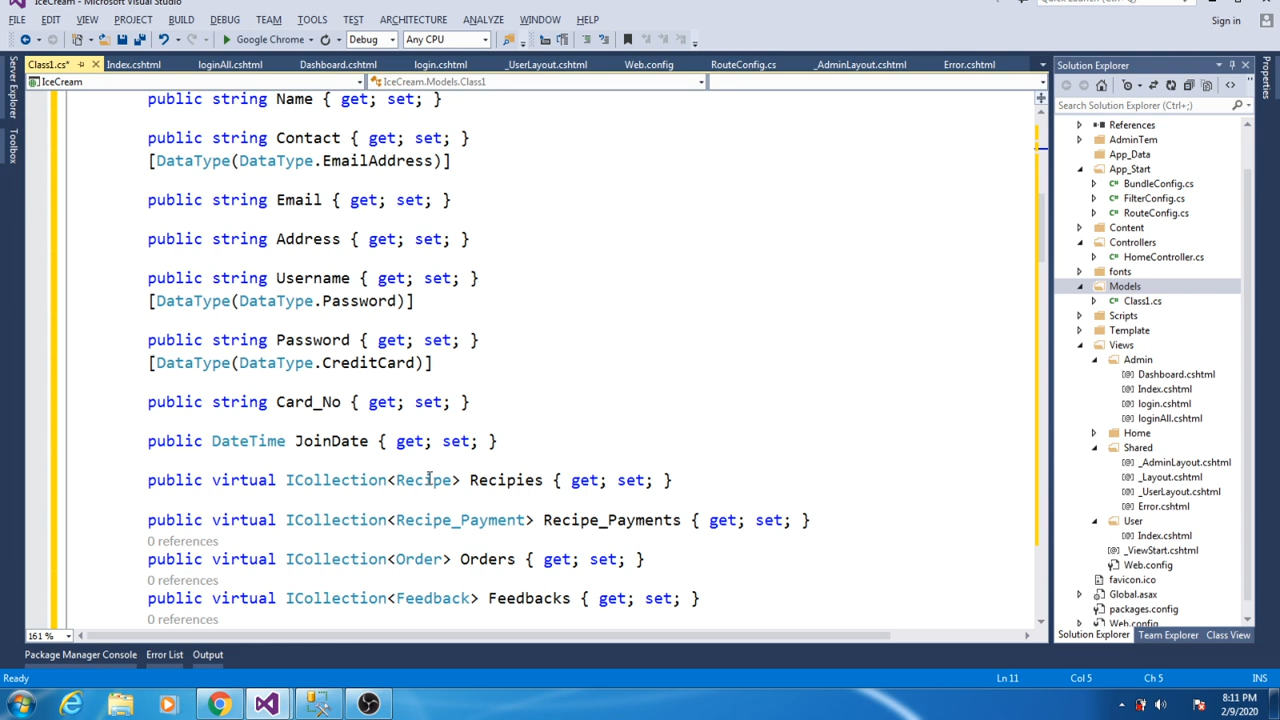 IceCream - Microsoft Visual Studio
Quick Launch (Ctrl+Q)
FILE EDIT VIEW PROJECT BUILD DEBUG TEAM TOOLS TEST ARCHITECTURE ANALYZE WINDOW HELP Sign in
Google Chrome Debug Any CPU
Class1.cs* Index.cshtml loginAll.cshtml Dashboard.cshtml login.cshtml _UserLayout.cshtml Web.config RouteConfig.cs _AdminLayout.cshtml Error.cshtml
IceCream IceCream.Models.Class1
public string Name { get; set; }
public string Contact { get; set; }
[DataType(DataType.EmailAddress)]
public string Email { get; set; }
public string Address { get; set; }
public string Username { get; set; }
[DataType(DataType.Password)]
public string Password { get; set; }
[DataType(DataType.CreditCard)]
public string Card_No { get; set; }
public DateTime JoinDate { get; set; }
public virtual ICollection<Recipe> Recipies { get; set; }
public virtual ICollection<Recipe_Payment> Recipe_Payments { get; set; }
0 references
public virtual ICollection<Order> Orders { get; set; }
0 references
public virtual ICollection<Feedback> Feedbacks { get; set; }
0 references
161 %
Server Explorer
Toolbox
Solution Explorer
Search Solution Explorer (Ctrl+;)
References
AdminTem
App_Data
App_Start
BundleConfig.cs
FilterConfig.cs
RouteConfig.cs
Content
Controllers
HomeController.cs
fonts
Models
Class1.cs
Scripts
Template
Views
Admin
Dashboard.cshtml
Index.cshtml
login.cshtml
loginAll.cshtml
Home
Shared
_AdminLayout.cshtml
_Layout.cshtml
_UserLayout.cshtml
Error.cshtml
User
Index.cshtml
_ViewStart.cshtml
Web.config
favicon.ico
Global.asax
packages.config
Web.config
Solution Explorer Team Explorer Class View
Properties
Package Manager Console Error List Output
Ready Ln 11 Col 5 Ch 5 INS
8:11 PM
2/9/2020